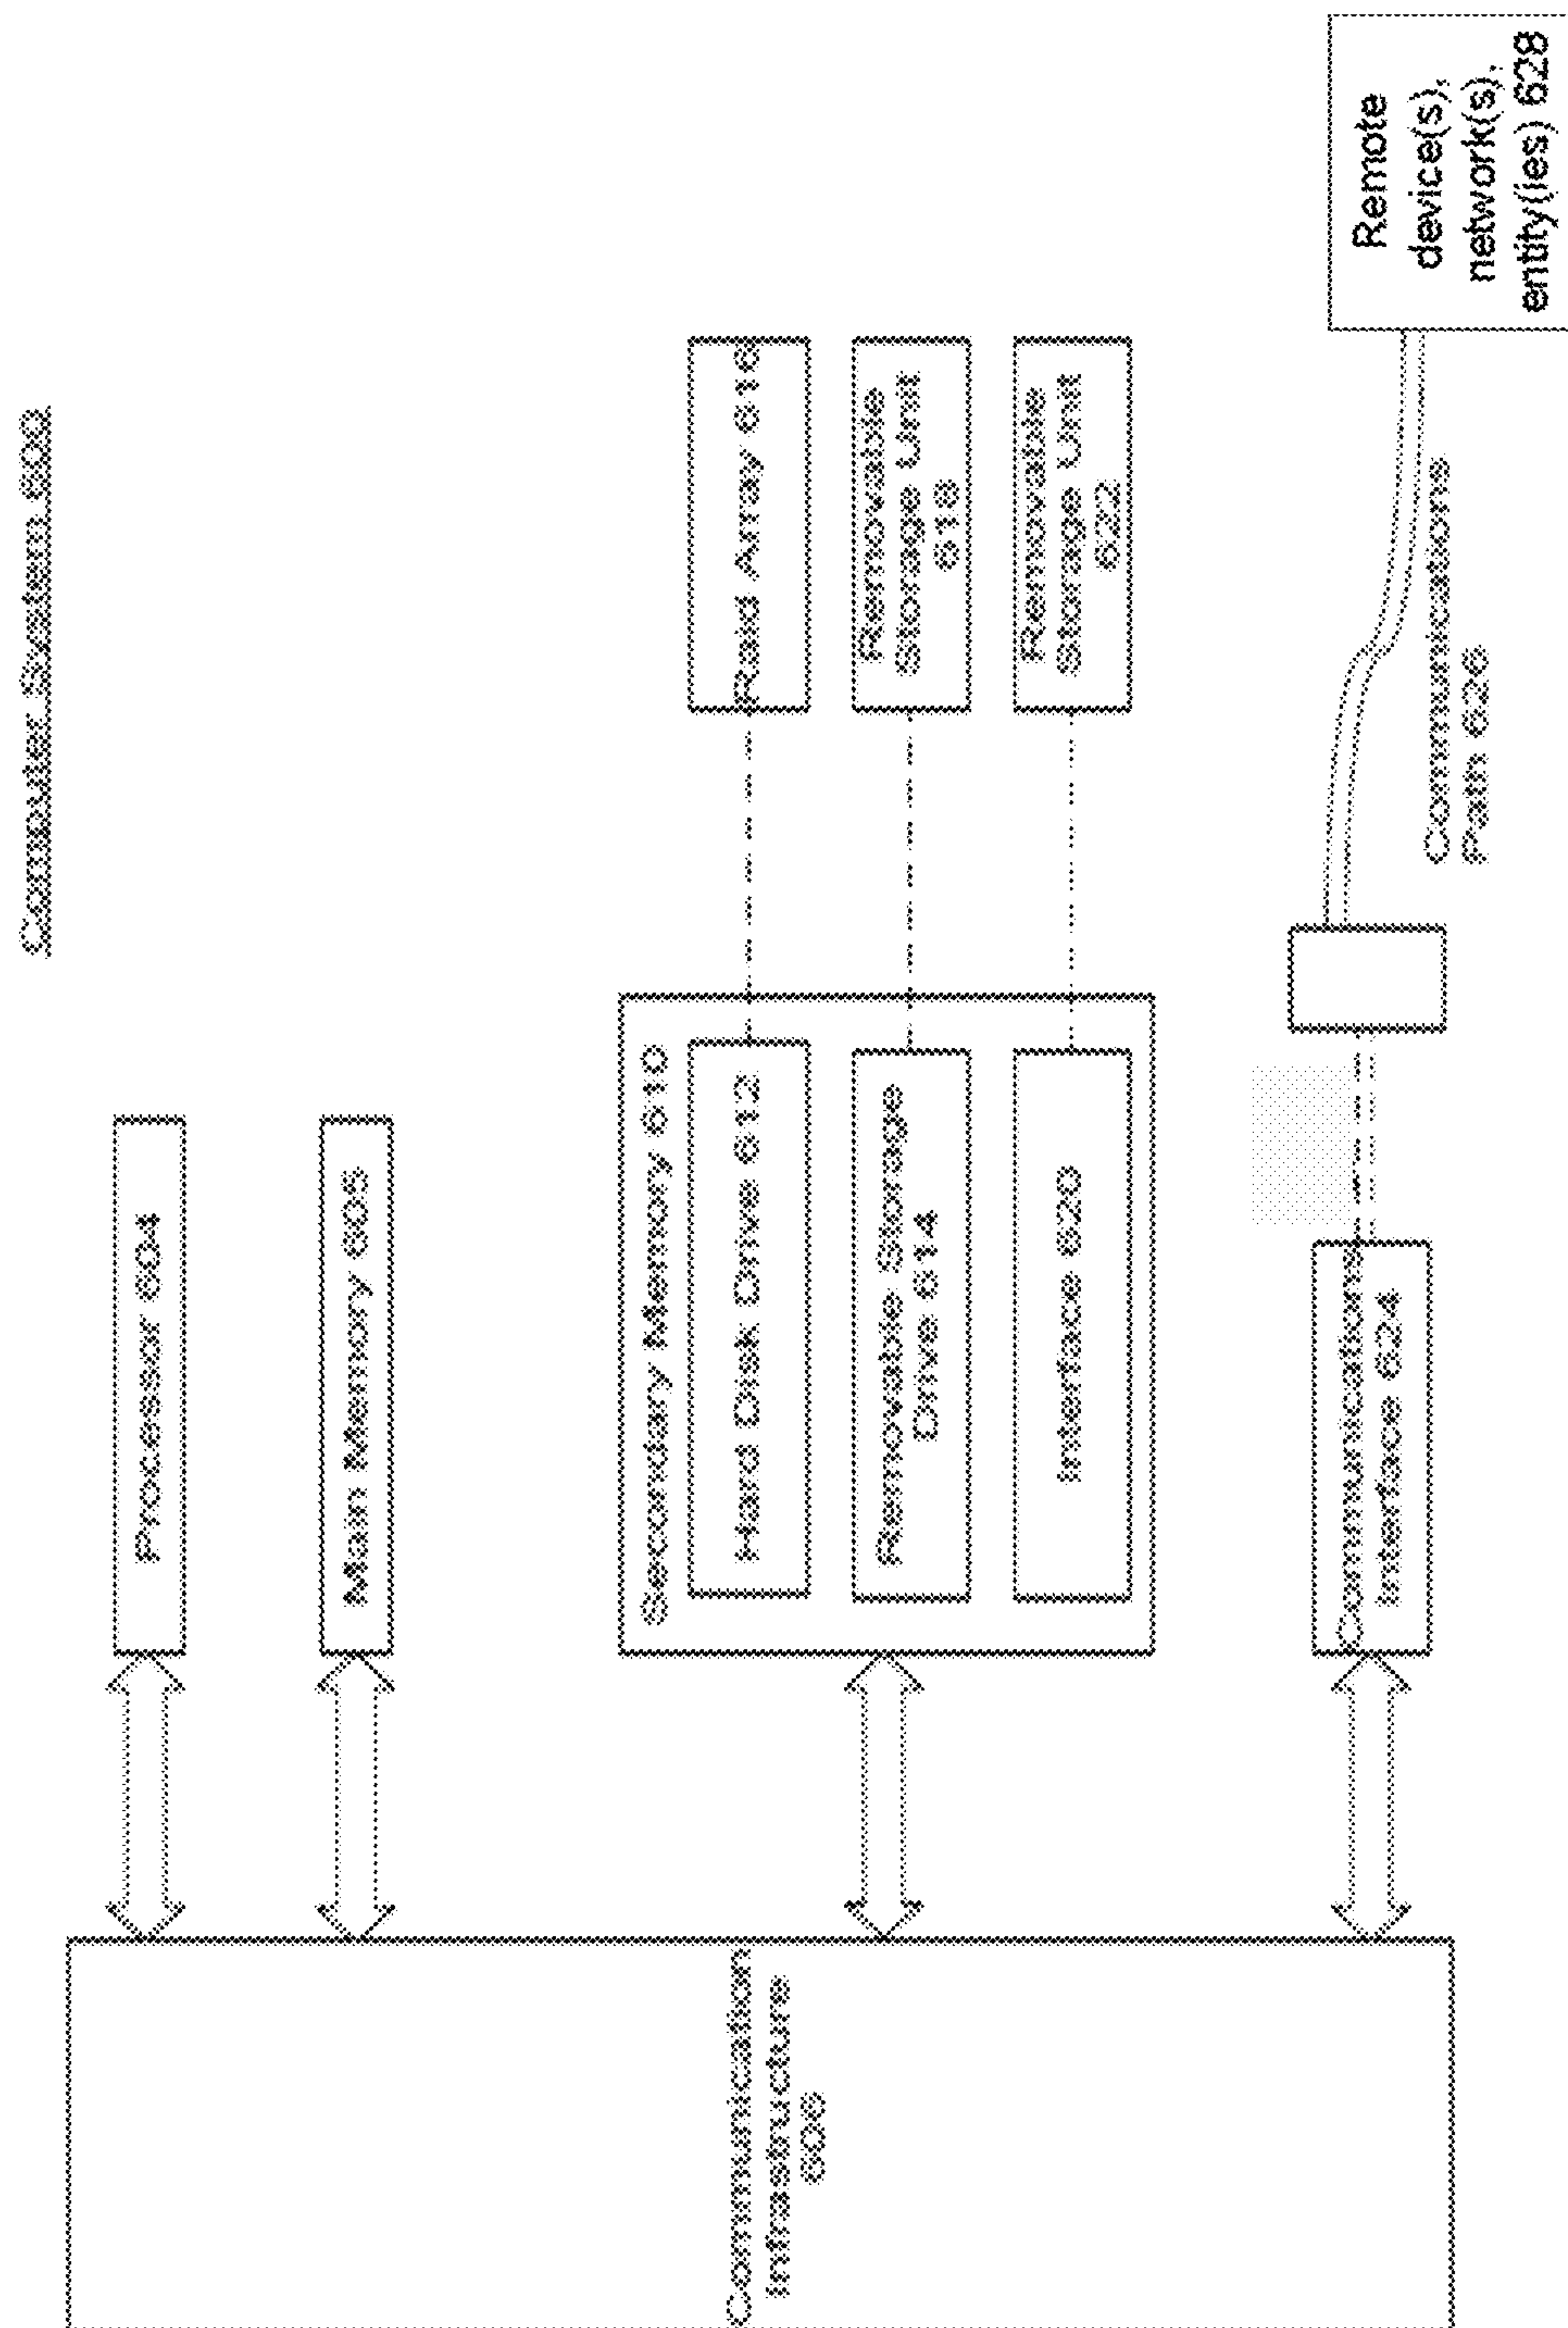 Computer System 600
Processor 604
Main Memory 605
Secondary Memory 610
Hard Disk Drive 612
Raid Array 616
Removable Storage
Drive 614
Removable
Storage Unit
618
Interface 620
Removable
Storage Unit
622
Communication
Infrastructure
606
Communications
Interface 624
Communications
Path 626
Remote
device(s),
network(s),
entity(ies) 628